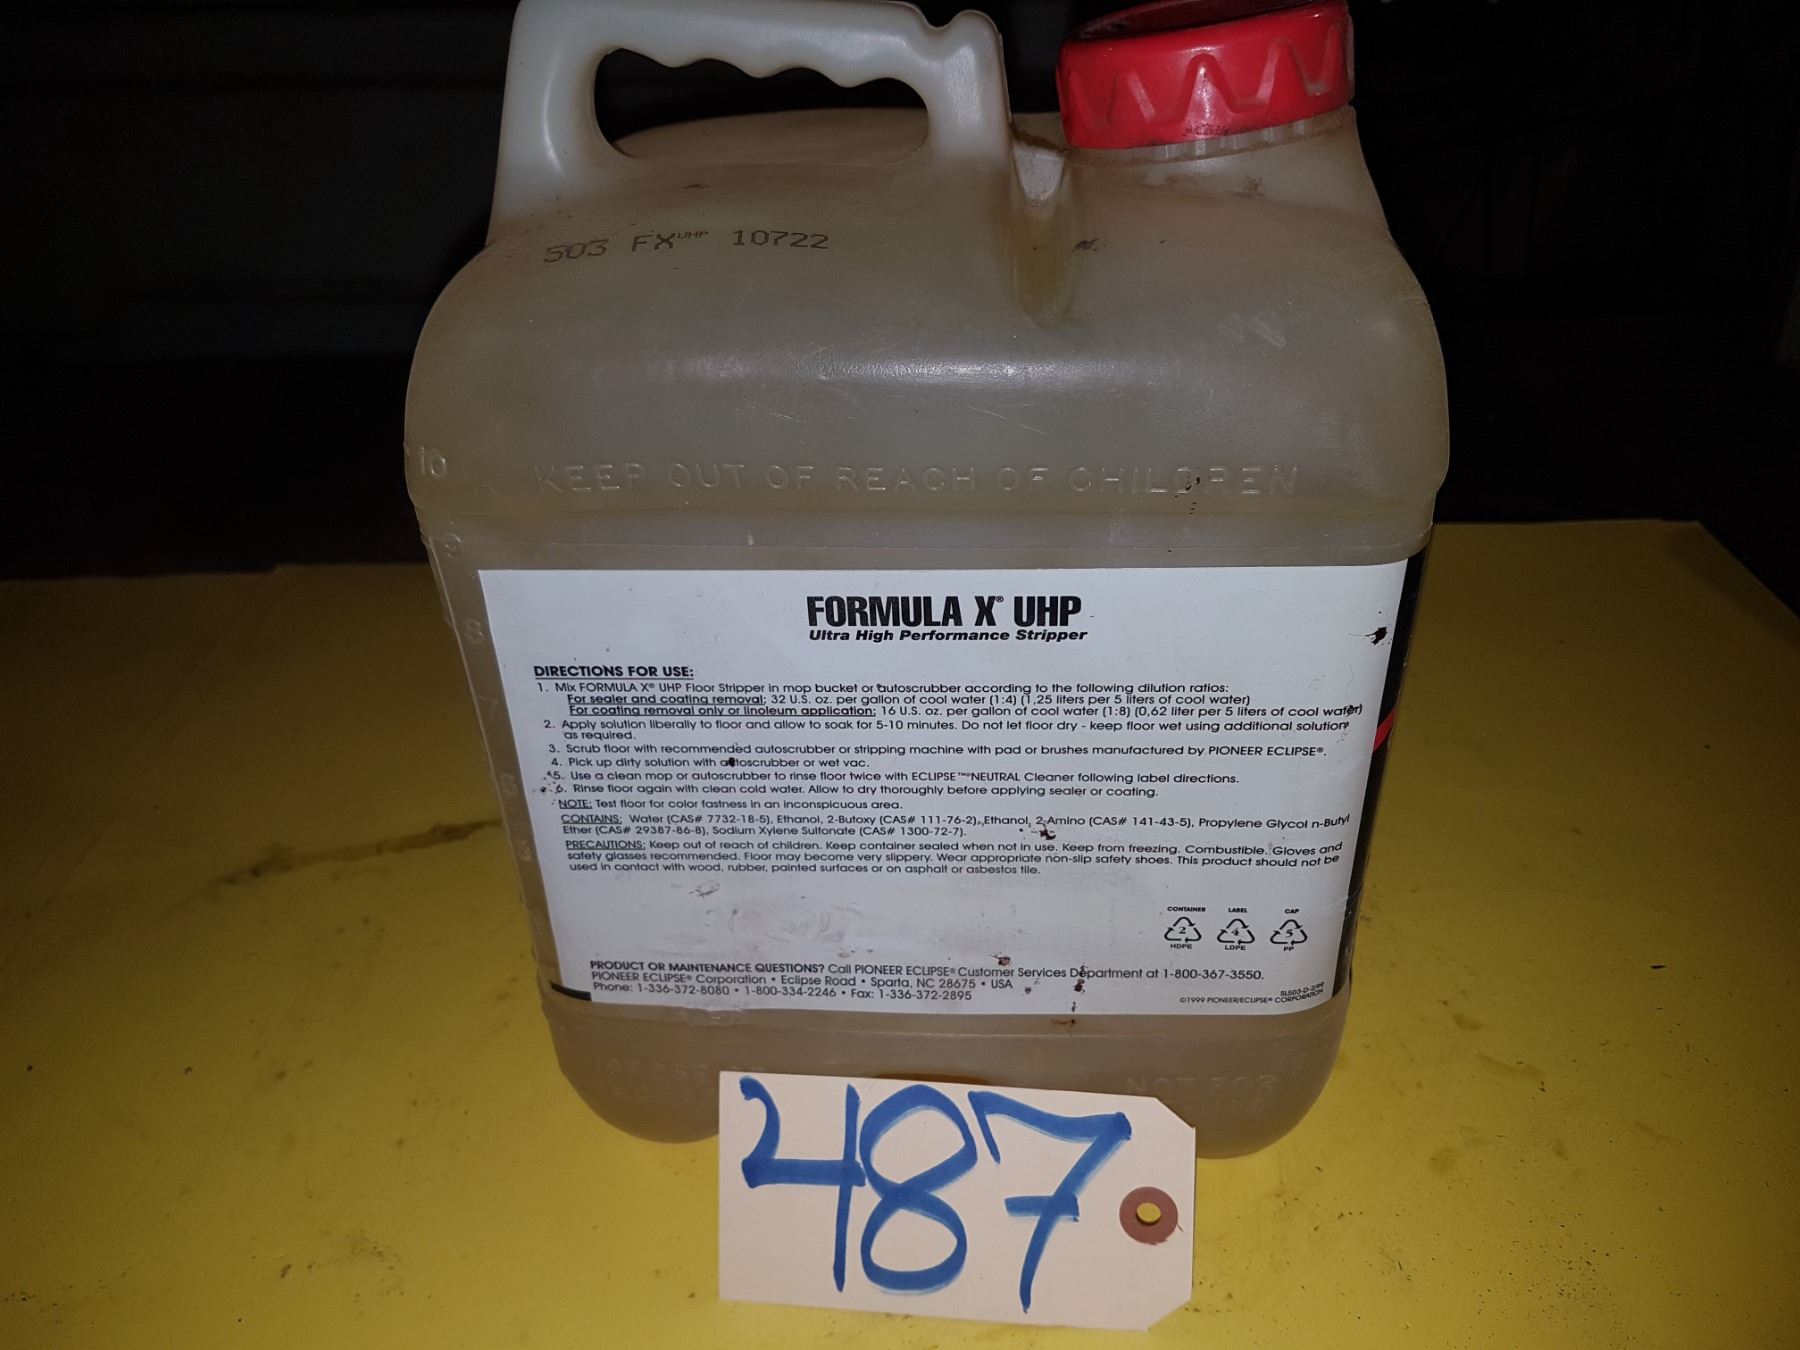 503 FX UHP 10722
10
KEEP OUT OF REACH OF CHILDREN
9
8
7
6
5
FORMULA X® UHP
Ultra High Performance Stripper
DIRECTIONS FOR USE:
1. Mix FORMULA X® UHP Floor Stripper in mop bucket or autoscrubber according to the following dilution ratios:
For sealer and coating removal: 32 U.S. oz. per gallon of cool water (1:4) (1,25 liters per 5 liters of cool water)
For coating removal only or linoleum application: 16 U.S. oz. per gallon of cool water (1:8) (0,62 liter per 5 liters of cool water)
2. Apply solution liberally to floor and allow to soak for 5-10 minutes. Do not let floor dry - keep floor wet using additional solution
as required.
3. Scrub floor with recommended autoscrubber or stripping machine with pad or brushes manufactured by PIONEER ECLIPSE®.
4. Pick up dirty solution with autoscrubber or wet vac.
5. Use a clean mop or autoscrubber to rinse floor twice with ECLIPSE™ NEUTRAL Cleaner following label directions.
6. Rinse floor again with clean cold water. Allow to dry thoroughly before applying sealer or coating.
NOTE: Test floor for color fastness in an inconspicuous area.
CONTAINS: Water (CAS# 7732-18-5), Ethanol, 2-Butoxy (CAS# 111-76-2), Ethanol, 2-Amino (CAS# 141-43-5), Propylene Glycol n-Butyl
Ether (CAS# 29387-86-8), Sodium Xylene Sulfonate (CAS# 1300-72-7).
PRECAUTIONS: Keep out of reach of children. Keep container sealed when not in use. Keep from freezing. Combustible. Gloves and
safety glasses recommended. Floor may become very slippery. Wear appropriate non-slip safety shoes. This product should not be
used in contact with wood, rubber, painted surfaces or on asphalt or asbestos tile.
CONTAINER LABEL CAP
2 4 5
HDPE LDPE PP
PRODUCT OR MAINTENANCE QUESTIONS? Call PIONEER ECLIPSE® Customer Services Department at 1-800-367-3550.
PIONEER ECLIPSE® Corporation • Eclipse Road • Sparta, NC 28675 • USA
Phone: 1-336-372-8080 • 1-800-334-2246 • Fax: 1-336-372-2895
SL503-D-2/99
©1999 PIONEER/ECLIPSE® CORPORATION
NOT FOR
487